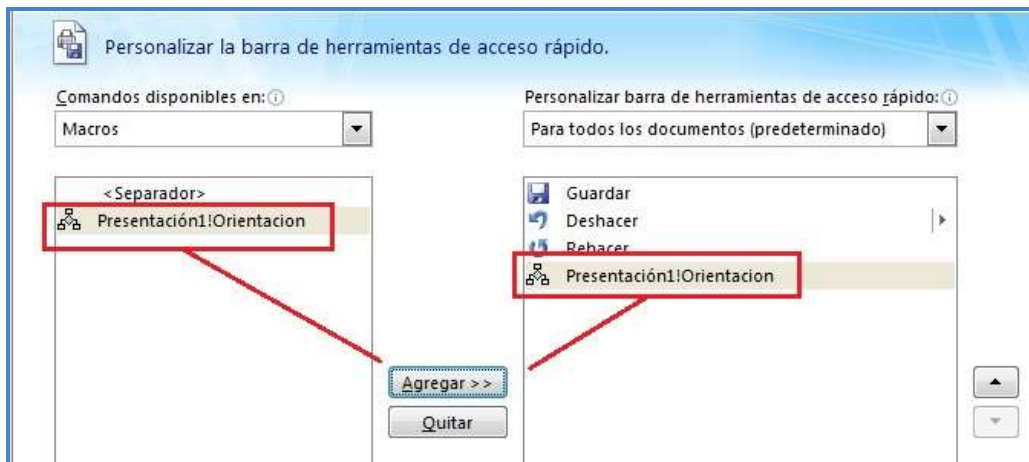 Personalizar la barra de herramientas de acceso rápido.
Comandos disponibles en:
Macros
<Separador>
Presentación1!Orientacion
Personalizar barra de herramientas de acceso rápido:
Para todos los documentos (predeterminado)
Guardar
Deshacer
Rehacer
Presentación1!Orientacion
Agregar >>
Quitar